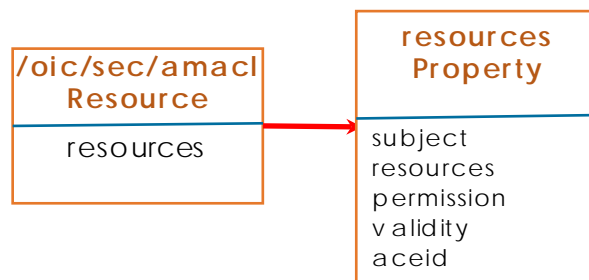 /oic/sec/amacl
Resource
resources
resources
Property
subject
resources
permission
validity
aceid